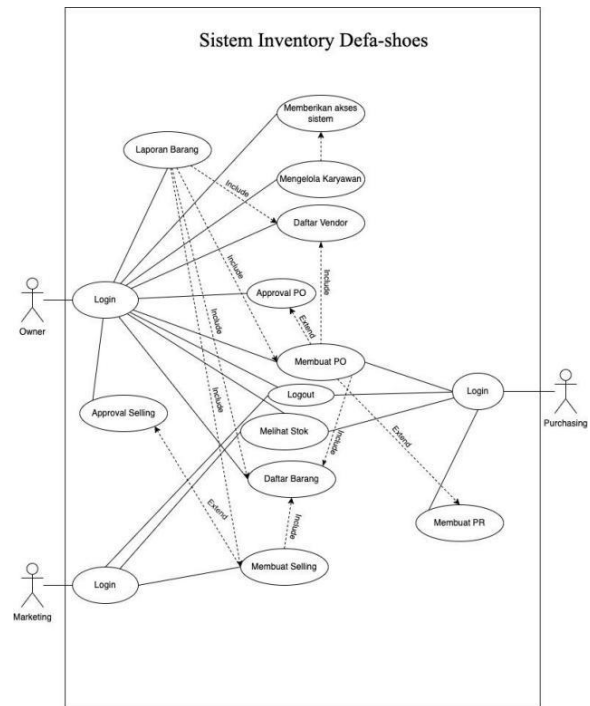 Sistem Inventory Defa-shoes
Memberikan akses
sistem
Laporan Barang
Mengelola Karyawan
Include
Daftar Vendor
Include
Include
Login
Owner
Approval PO
Extend
Membuat PO
Logout
Login
Purchasing
Include
Approval Selling
Melihat Stok
Include
Extend
Daftar Barang
Extend
Include
Membuat PR
Login
Marketing
Membuat Selling